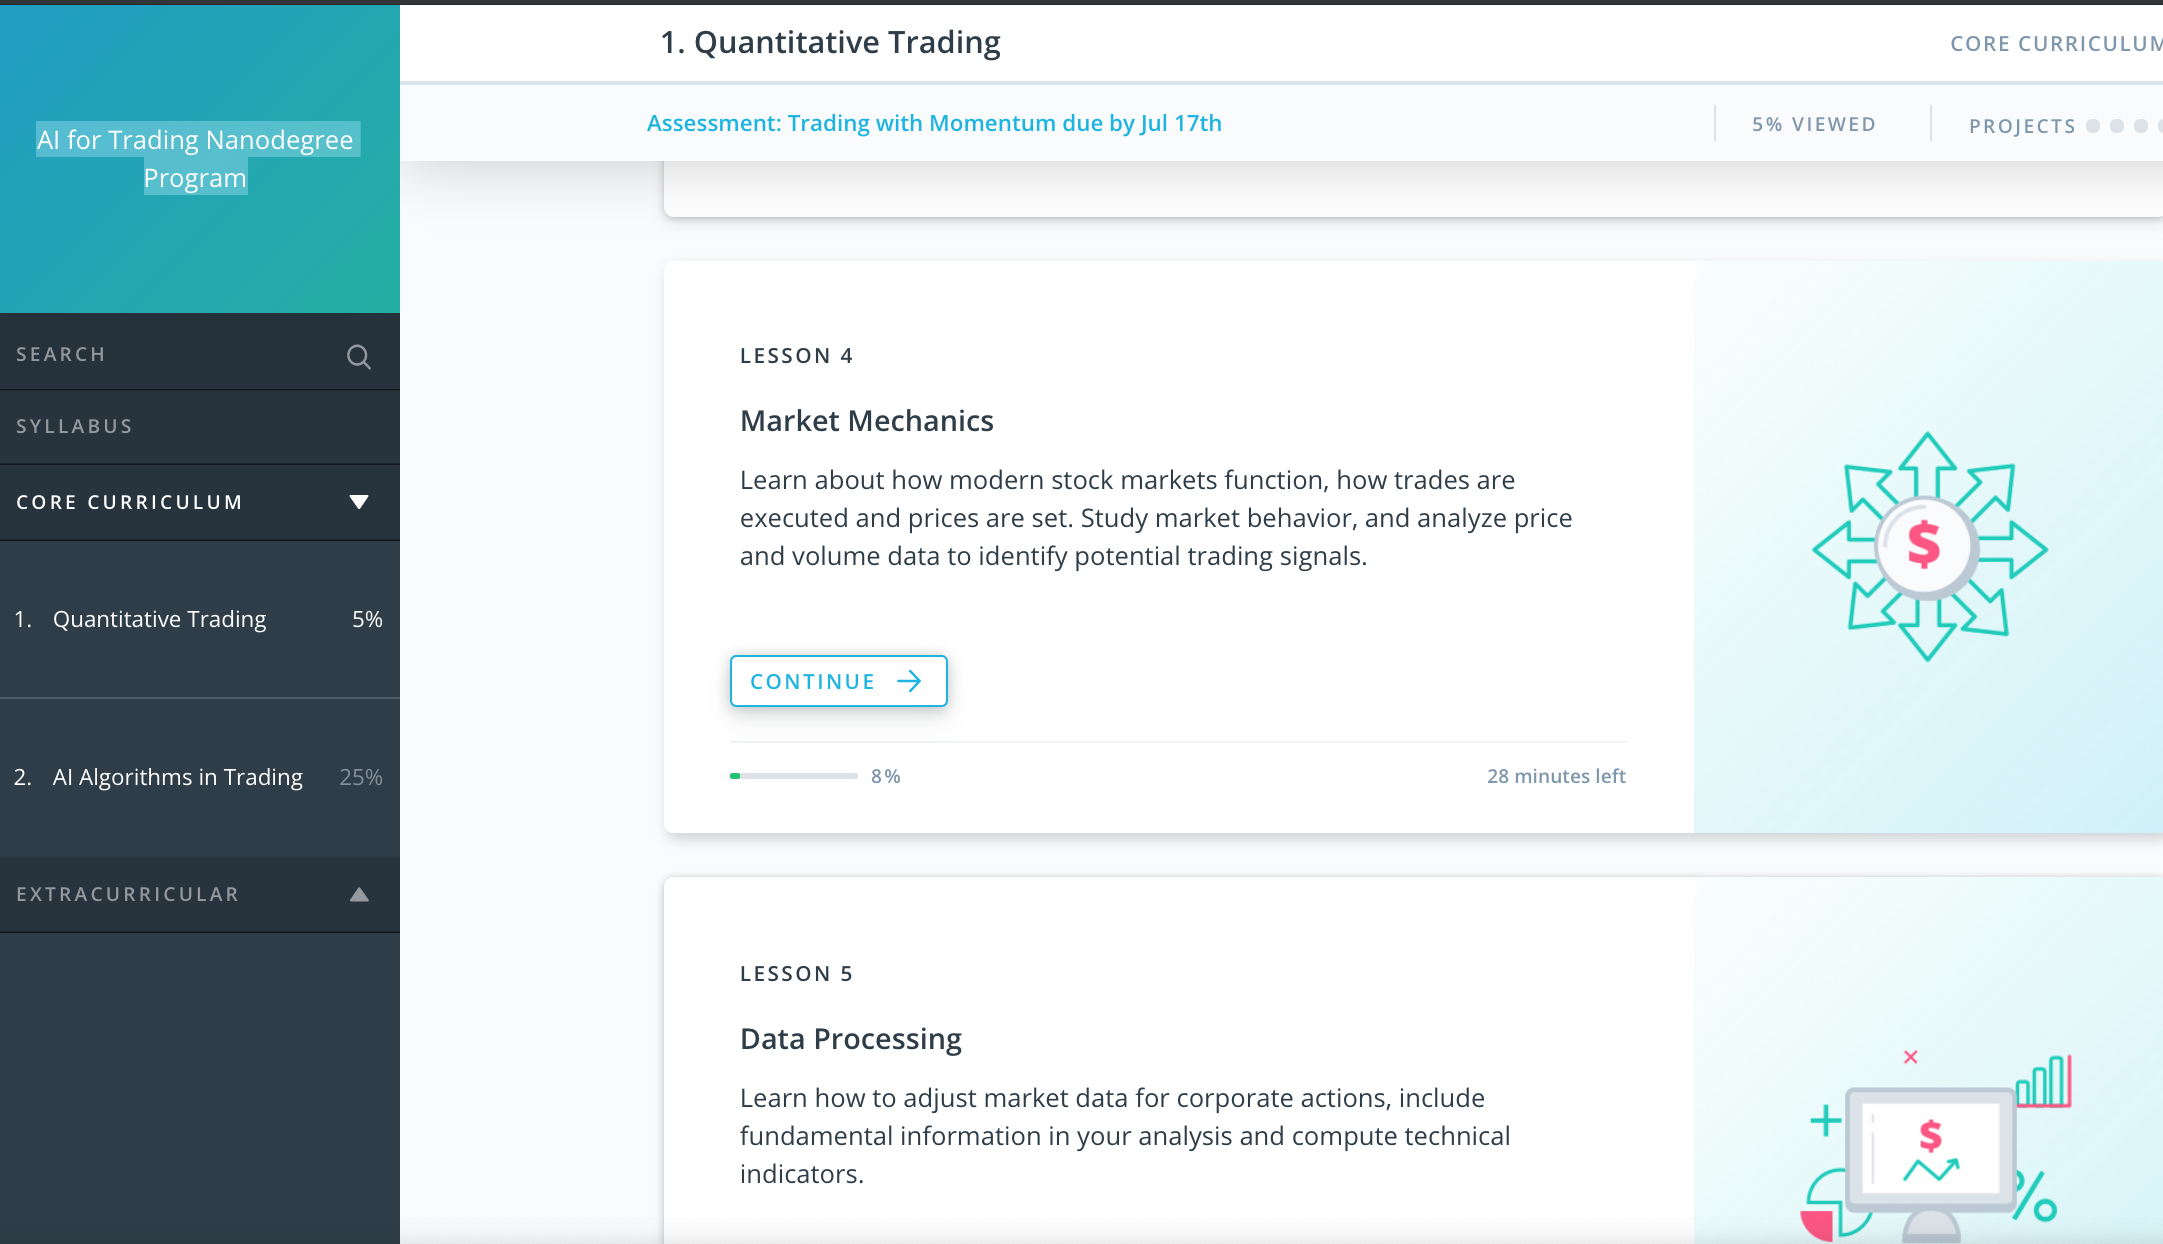 AI for Trading Nanodegree
Program
SEARCH
SYLLABUS
CORE CURRICULUM
1. Quantitative Trading 5%
2. AI Algorithms in Trading 25%
EXTRACURRICULAR
1. Quantitative Trading
CORE CURRICULUM
Assessment: Trading with Momentum due by Jul 17th
5% VIEWED
PROJECTS
LESSON 4
Market Mechanics
Learn about how modern stock markets function, how trades are
executed and prices are set. Study market behavior, and analyze price
and volume data to identify potential trading signals.
$
CONTINUE
8%
28 minutes left
LESSON 5
Data Processing
Learn how to adjust market data for corporate actions, include
fundamental information in your analysis and compute technical
indicators.
$
%